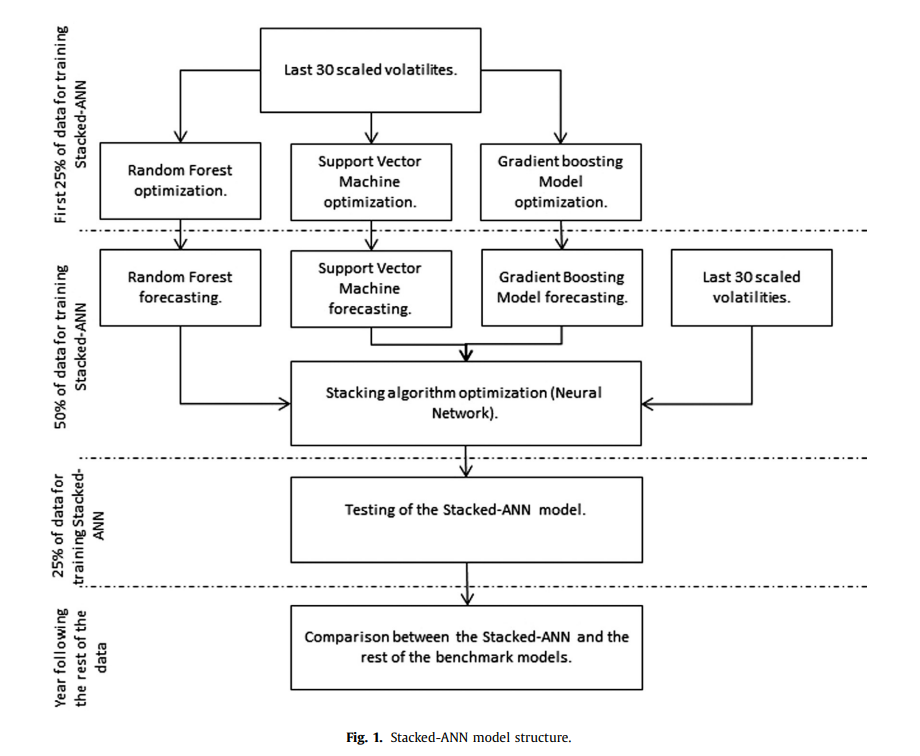 First 25% of data for training
Stacked-ANN
Last 30 scaled volatilites.
Random Forest
optimization.
Support Vector
Machine
optimization.
Gradient boosting
Model
optimization.
50% of data for training
Stacked-ANN
Random Forest
forecasting.
Support Vector
Machine
forecasting.
Gradient Boosting
Model forecasting.
Last 30 scaled
volatilities.
Stacking algorithm optimization (Neural
Network).
25% of data for
training Stacked-
ANN
Testing of the Stacked-ANN model.
Year following
the rest of the
data
Comparison between the Stacked-ANN and the
rest of the benchmark models.
Fig. 1. Stacked-ANN model structure.